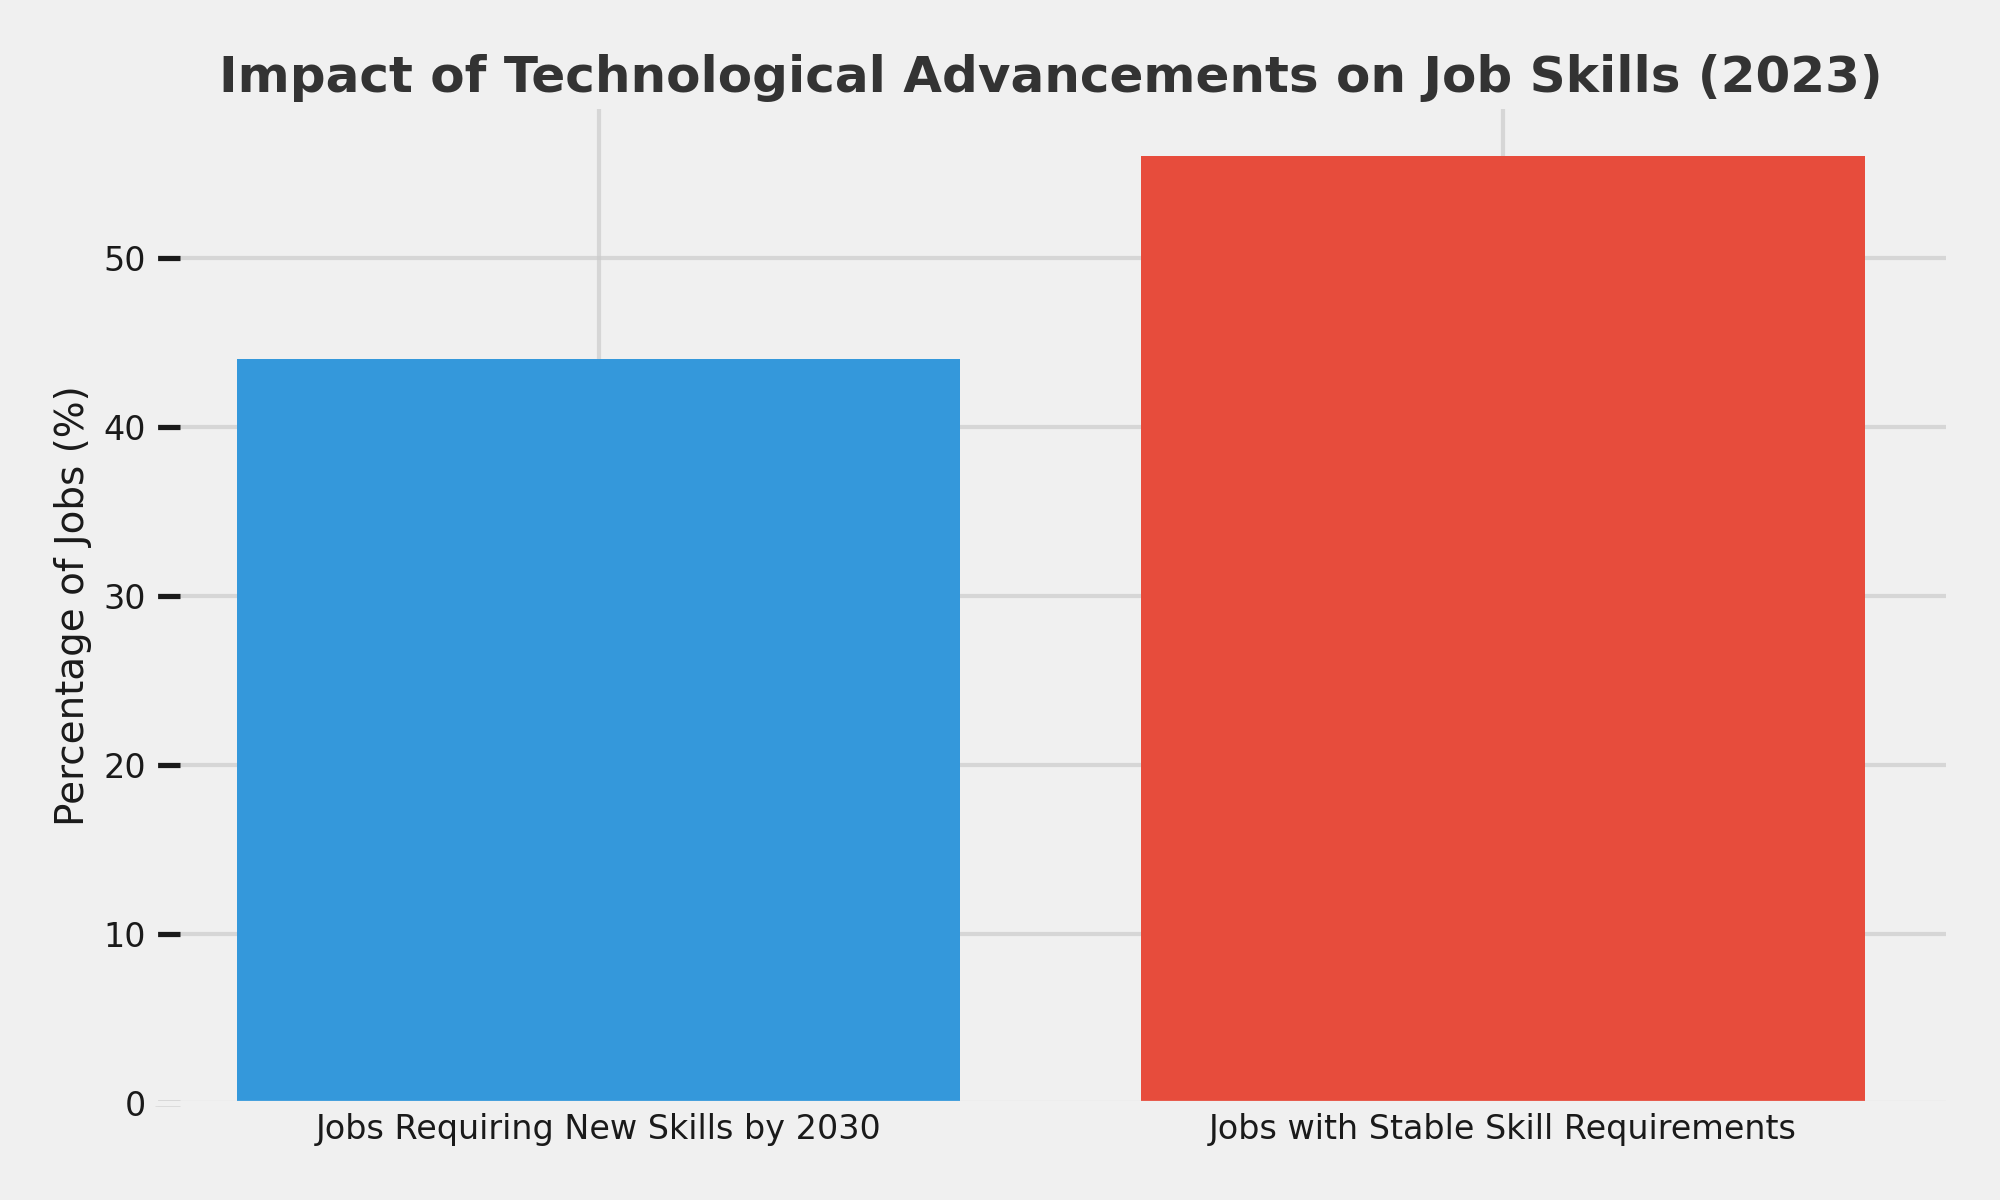 Impact of Technological Advancements on Job Skills (2023)
Percentage of Jobs (%)
50
40
30
20
10
0
Jobs Requiring New Skills by 2030
Jobs with Stable Skill Requirements